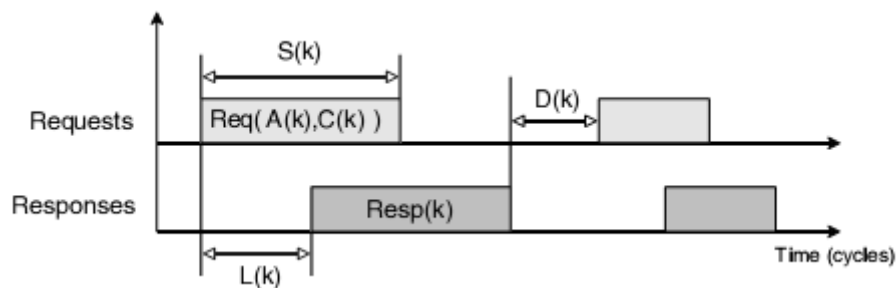 S(k)
D(k)
Requests
Req( A(k),C(k) )
Responses
Resp(k)
Time (cycles)
L(k)